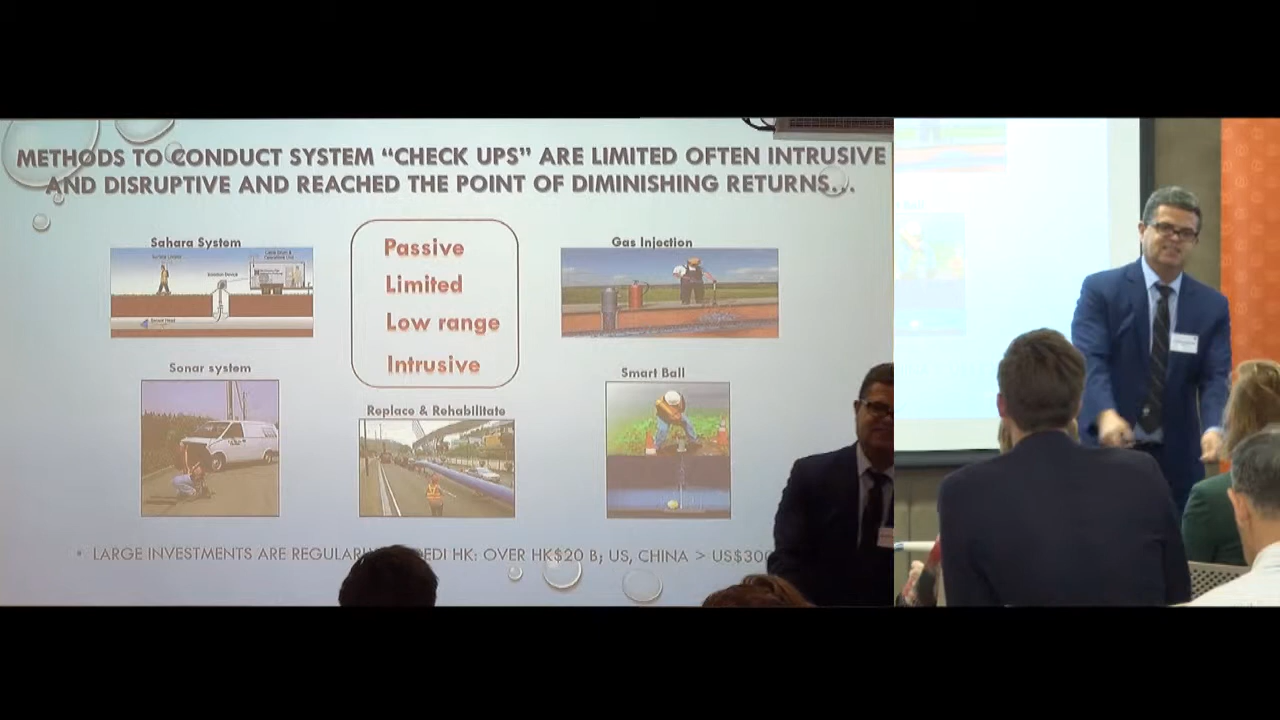 METHODS TO CONDUCT SYSTEM “CHECK UPS” ARE LIMITED OFTEN INTRUSIVE
AND DISRUPTIVE AND REACHED THE POINT OF DIMINISHING RETURNS...
Sahara System
Passive
Limited
Low range
Intrusive
Gas Injection
Sonar system
Replace & Rehabilitate
Smart Ball
• LARGE INVESTMENTS ARE HK: OVER HK$20 B; US, CHINA > US$300